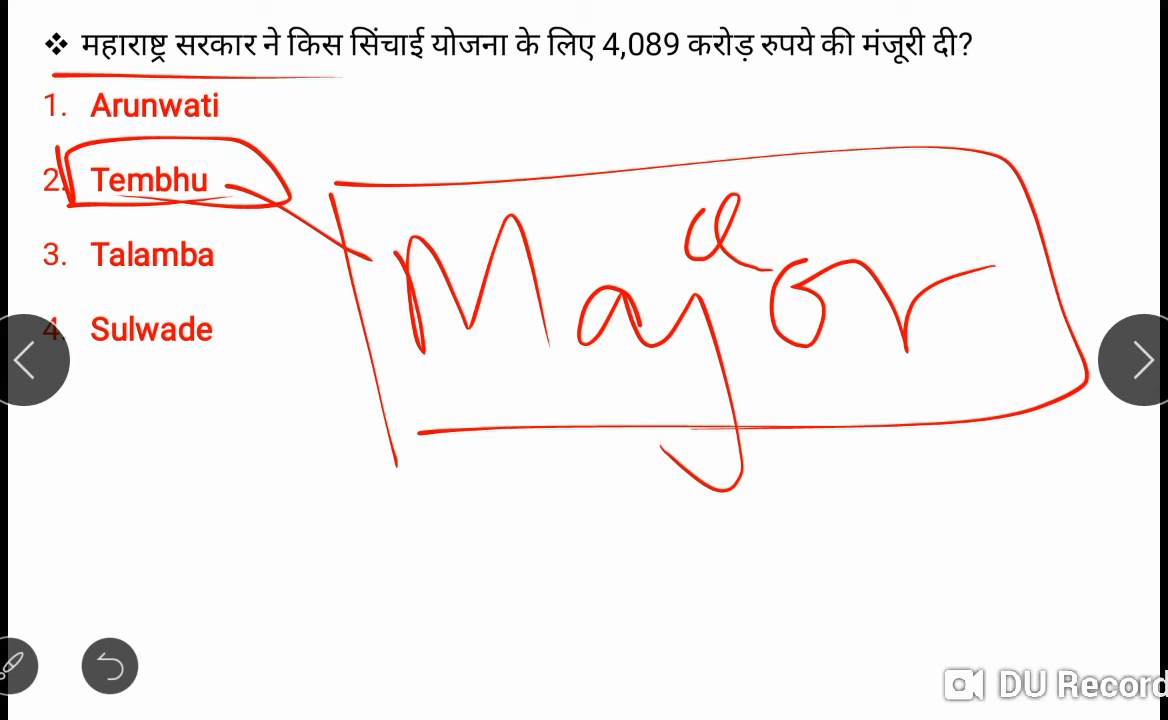 ❖ महाराष्ट्र सरकार ने किस सिंचाई योजना के लिए 4,089 करोड़ रुपये की मंजूरी दी?
1. Arunwati
2. Tembhu
3. Talamba
4. Sulwade
Major
DU Record